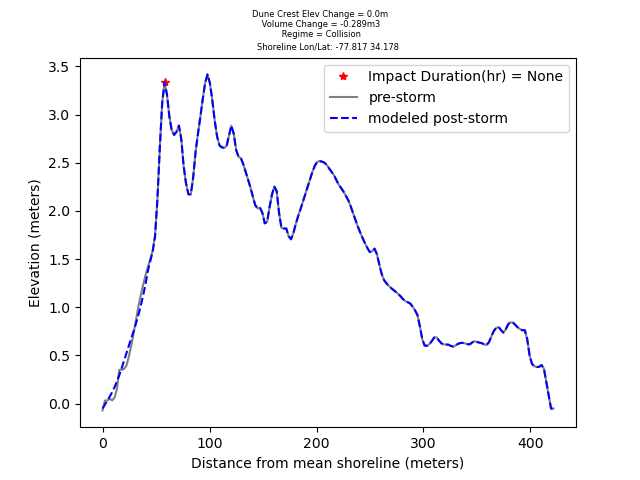 Dune Crest Elev Change = 0.0m
Volume Change = -0.289m3
Regime = Collision
Shoreline Lon/Lat: -77.817 34.178
Impact Duration(hr) = None
pre-storm
modeled post-storm
Elevation (meters)
3.5
3.0
2.5
2.0
1.5
1.0
0.5
0.0
0 100 200 300 400
Distance from mean shoreline (meters)